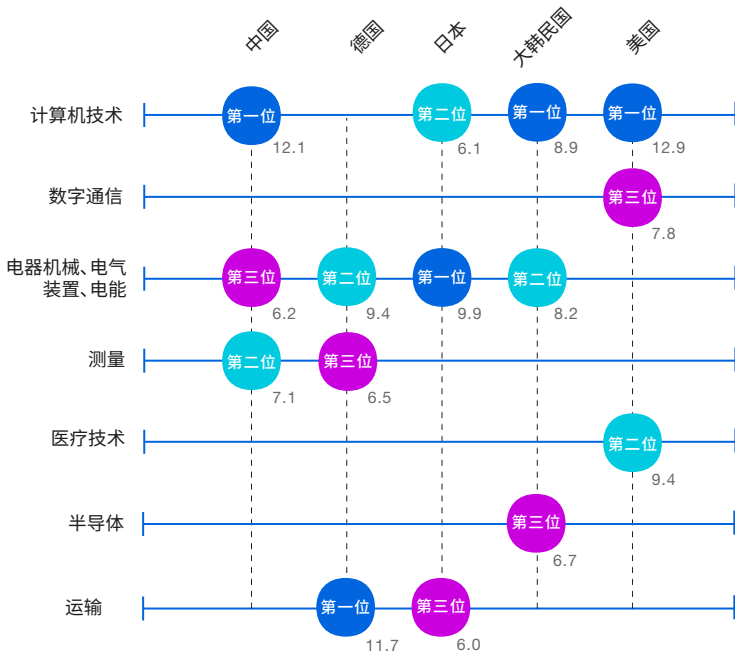 中国
德国
日本
大韩民国
美国
计算机技术
第一位
第二位
第一位
第一位
12.1
6.1
8.9
12.9
数字通信
第三位
7.8
电器机械、电气
装置、电能
第三位
第二位
第一位
第二位
6.2
9.4
9.9
8.2
测量
第二位
第三位
7.1
6.5
医疗技术
第二位
9.4
半导体
第三位
6.7
运输
第一位
第三位
11.7
6.0